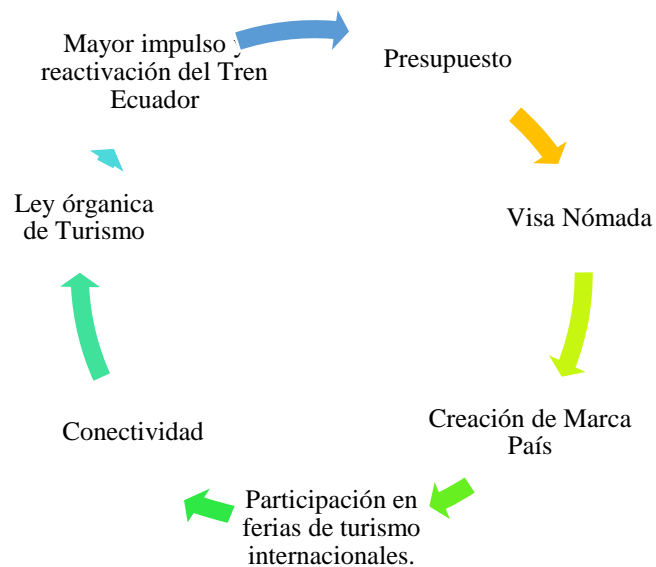 Mayor impulso y
reactivación del Tren
Ecuador
Presupuesto
Visa Nómada
Creación de Marca
País
Participación en
ferias de turismo
internacionales.
Conectividad
Ley órganica
de Turismo